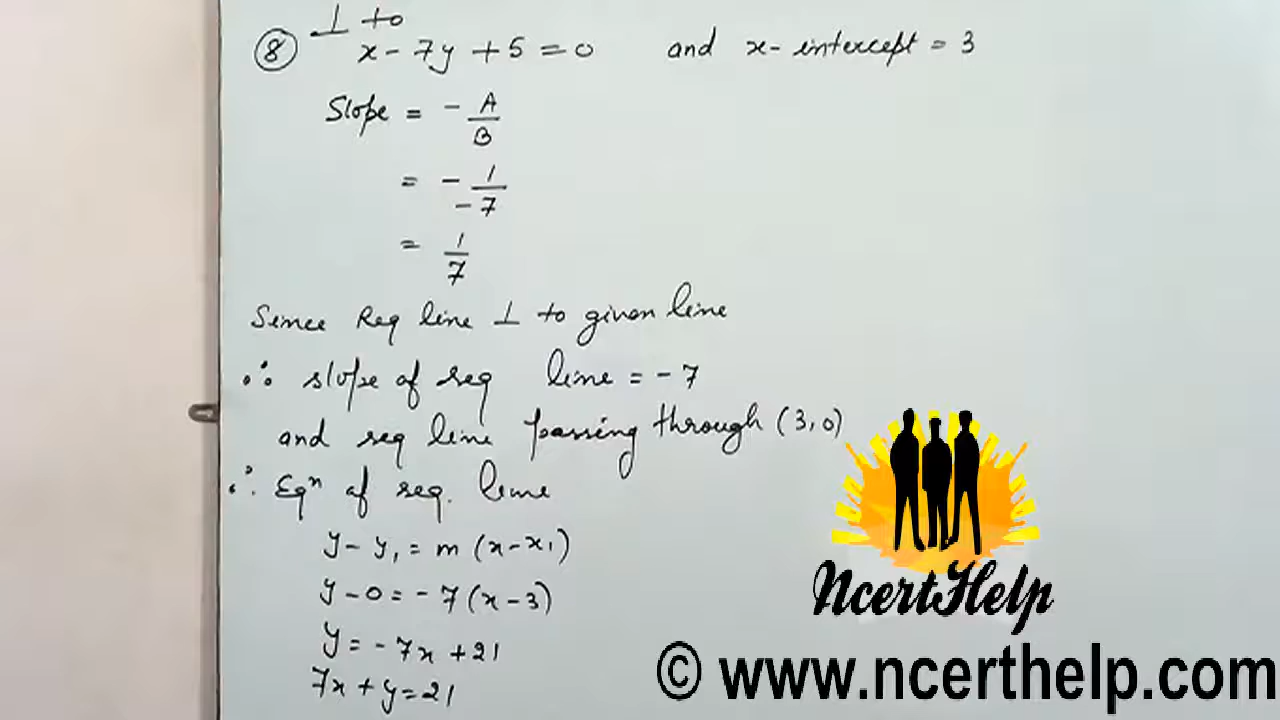 ⊥ to
⑧ x - 7y + 5 = 0 and x- intercept = 3
Slope = - A/B
= - 1/-7
= 1/7
Since Req line ⊥ to given line
∴ slope of req line = -7
and req line passing through (3,0)
∴ Eqⁿ of req. line
y - y₁ = m (x - x₁)
y - 0 = -7 (x - 3)
y = -7x + 21
7x + y = 21
NcertHelp
© www.ncerthelp.com